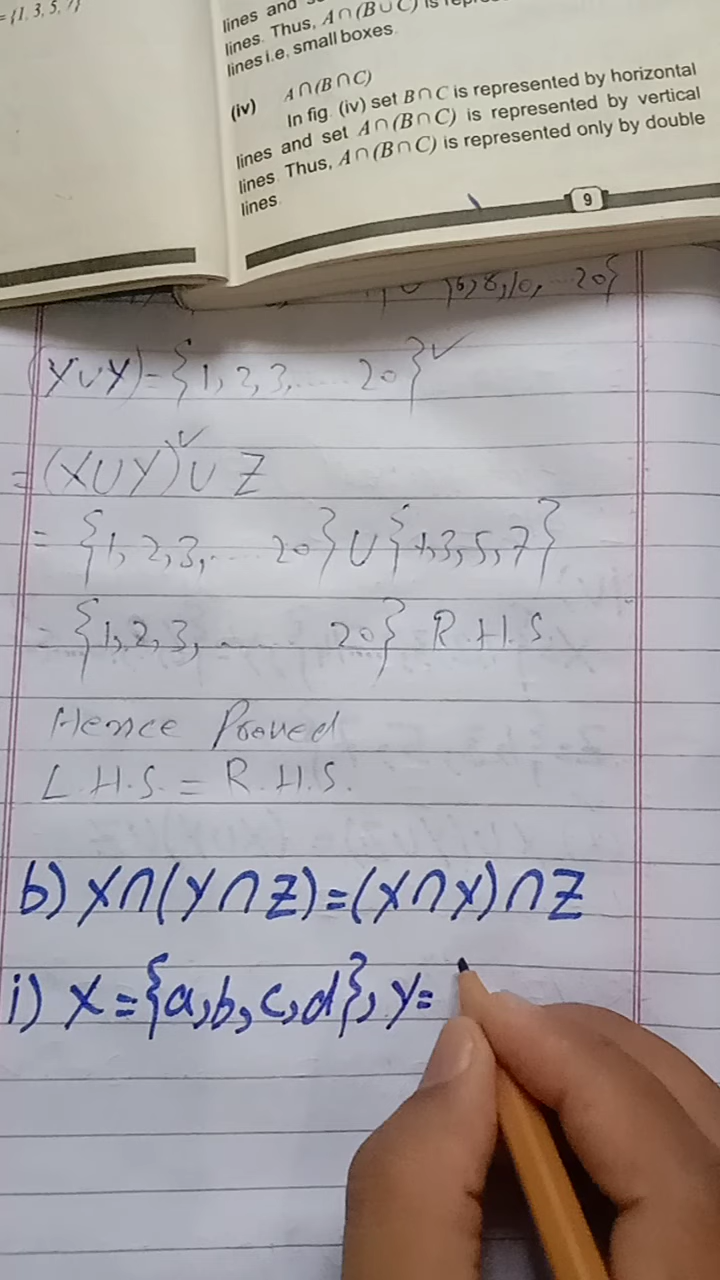 ={1, 3, 5, 7}
lines and
lines. Thus, A∩(B∪C) is
lines i.e. small boxes.
(iv) A∩(B∩C)
In fig. (iv) set B∩C is represented by horizontal
lines and set A∩(B∩C) is represented by vertical
lines. Thus, A∩(B∩C) is represented only by double
lines.
9
6,8,10,...20}
(YUY)={1,2,3,......20}✓
=(XUY)✓U Z
={1,2,3,....20}U{1,3,5,7}
={1,2,3,......20} R.H.S.
Hence Proved
L.H.S.=R.H.S.
b) X∩(Y∩Z)=(X∩Y)∩Z
i) X={a,b,c,d}, Y=